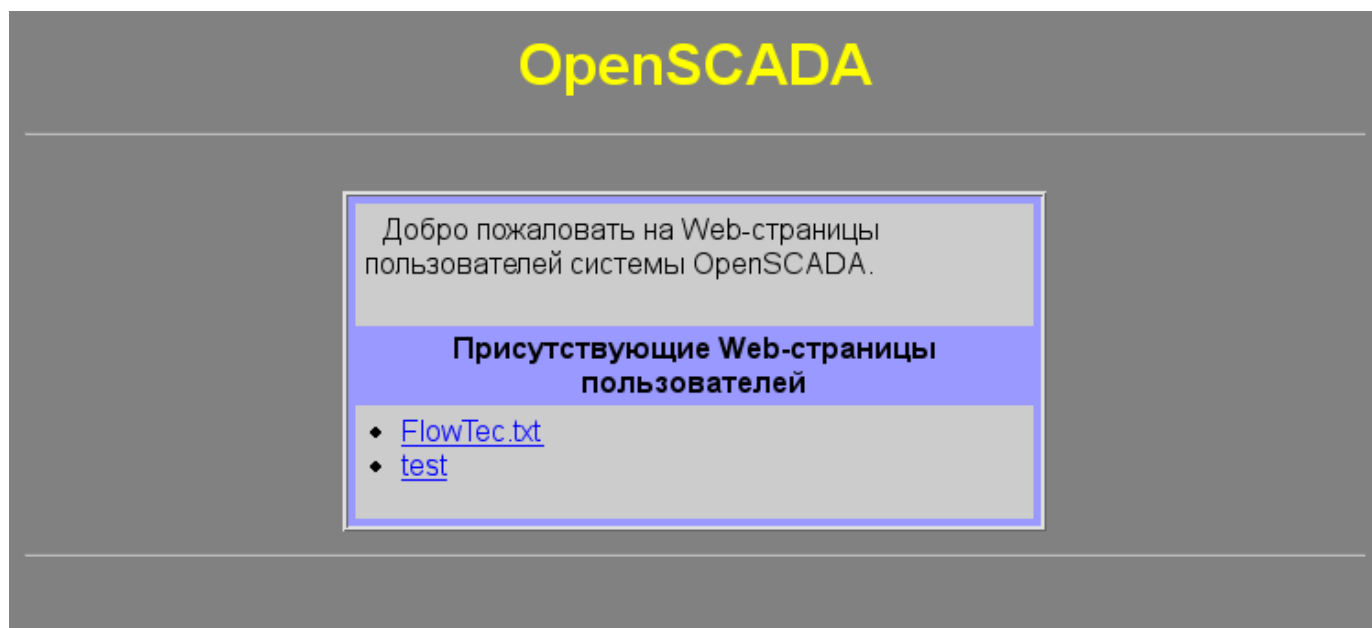 OpenSCADA
Добро пожаловать на Web-страницы
пользователей системы OpenSCADA.
Присутствующие Web-страницы
пользователей
FlowTec.txt
test